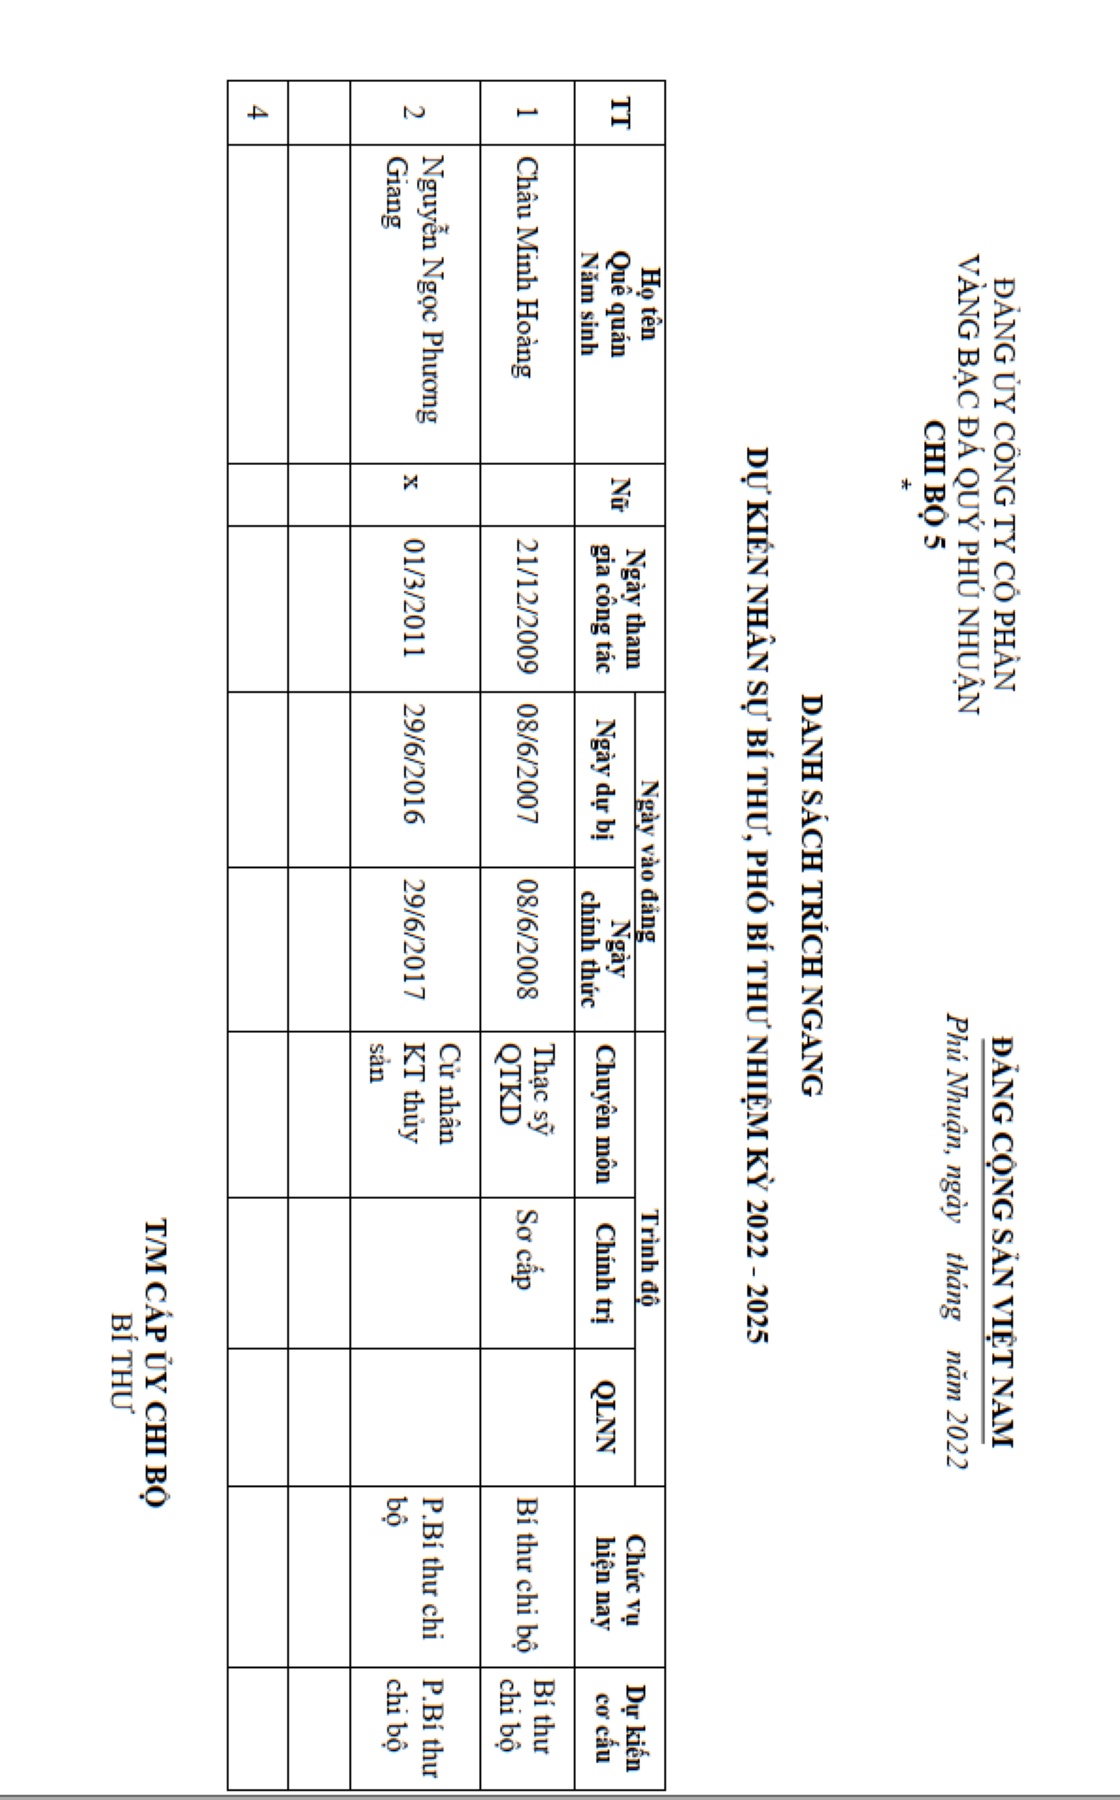 ĐẢNG ỦY CÔNG TY CỔ PHẦN
VÀNG BẠC ĐÁ QUÝ PHÚ NHUẬN
CHI BỘ 5
*
ĐẢNG CỘNG SẢN VIỆT NAM
Phú Nhuận, ngày tháng năm 2022
DANH SÁCH TRÍCH NGANG
DỰ KIẾN NHÂN SỰ BÍ THƯ, PHÓ BÍ THƯ NHIỆM KỲ 2022 - 2025
TT
Họ tên
Quê quán
Năm sinh
Nữ
Ngày tham
gia công tác
Ngày vào đảng
Ngày dự bị
Ngày
chính thức
Trình độ
Chuyên môn
Chính trị
QLNN
Chức vụ
hiện nay
Dự kiến
cơ cấu
1
Châu Minh Hoàng
21/12/2009
08/6/2007
08/6/2008
Thạc sỹ
QTKD
Sơ cấp
Bí thư chi bộ
Bí thư
chi bộ
2
Nguyễn Ngọc Phương
Giang
x
01/3/2011
29/6/2016
29/6/2017
Cử nhân
KT thủy
sản
P.Bí thư chi
bộ
P.Bí thư
chi bộ
4
T/M CẤP ỦY CHI BỘ
BÍ THƯ